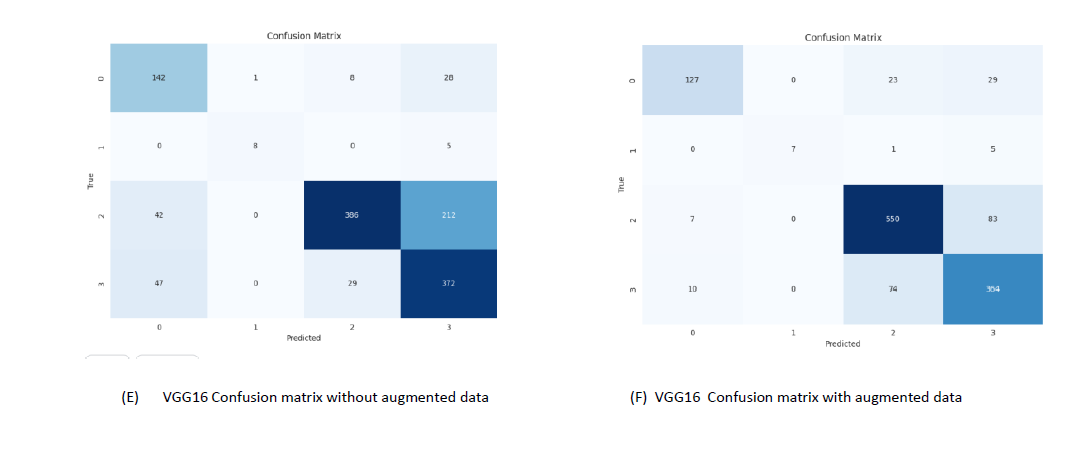 Confusion Matrix
0 142 1 8 28
1 0 8 0 5
2 42 0 386 212
3 47 0 29 372
True
0 1 2 3
Predicted
(E) VGG16 Confusion matrix without augmented data
Confusion Matrix
0 127 0 23 29
1 0 7 1 5
2 7 0 550 83
3 10 0 74 364
True
0 1 2 3
Predicted
(F) VGG16 Confusion matrix with augmented data